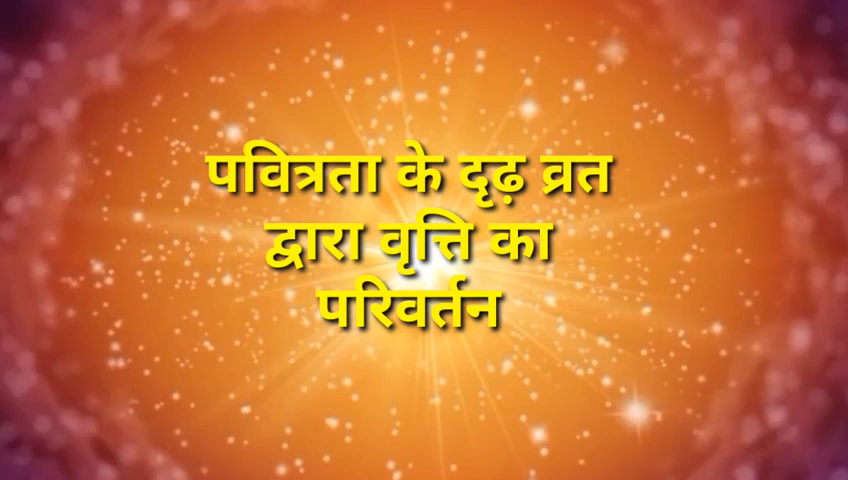 पवित्रता के दृढ़ व्रत
द्वारा वृत्ति का
परिवर्तन